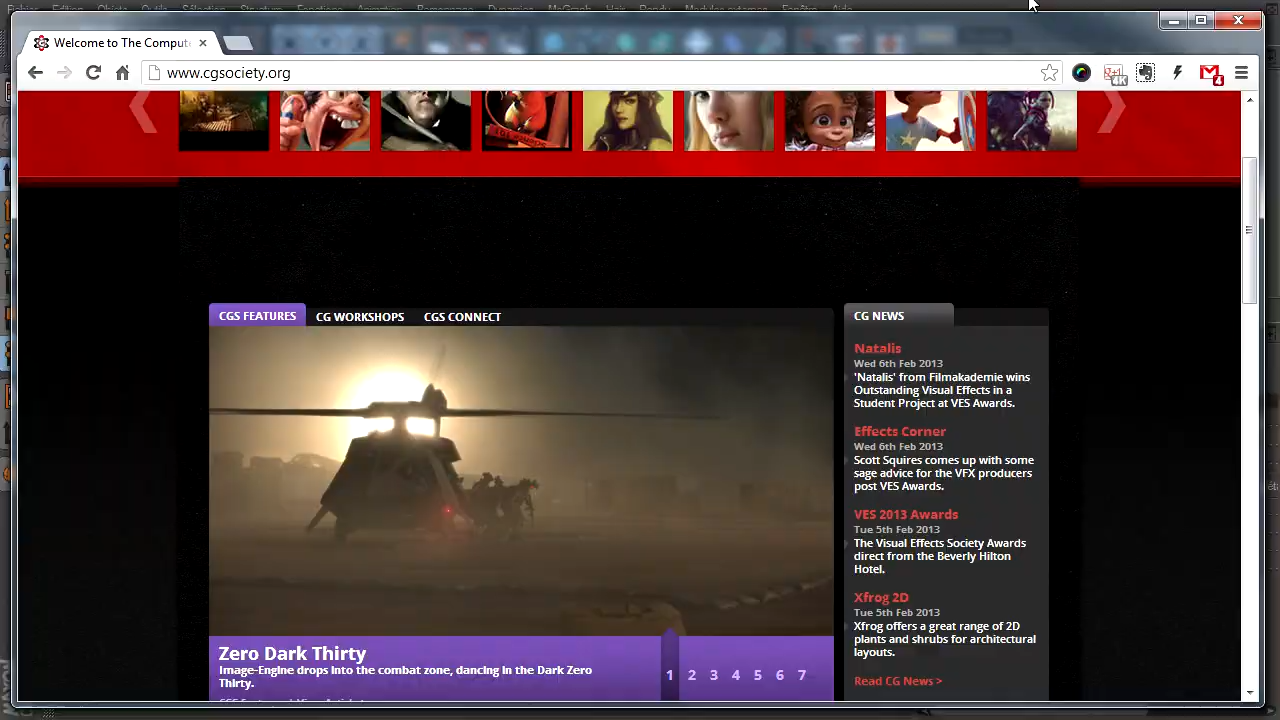 Welcome to The Compute
www.cgsociety.org
4K
4
CGS FEATURES
CG WORKSHOPS
CGS CONNECT
CG NEWS
Natalis
Wed 6th Feb 2013
'Natalis' from Filmakademie wins
Outstanding Visual Effects in a
Student Project at VES Awards.
Effects Corner
Wed 6th Feb 2013
Scott Squires comes up with some
sage advice for the VFX producers
post VES Awards.
VES 2013 Awards
Tue 5th Feb 2013
The Visual Effects Society Awards
direct from the Beverly Hilton
Hotel.
Xfrog 2D
Tue 5th Feb 2013
Xfrog offers a great range of 2D
plants and shrubs for architectural
layouts.
Read CG News >
Zero Dark Thirty
Image-Engine drops into the combat zone, dancing in the Dark Zero
Thirty.
1 2 3 4 5 6 7